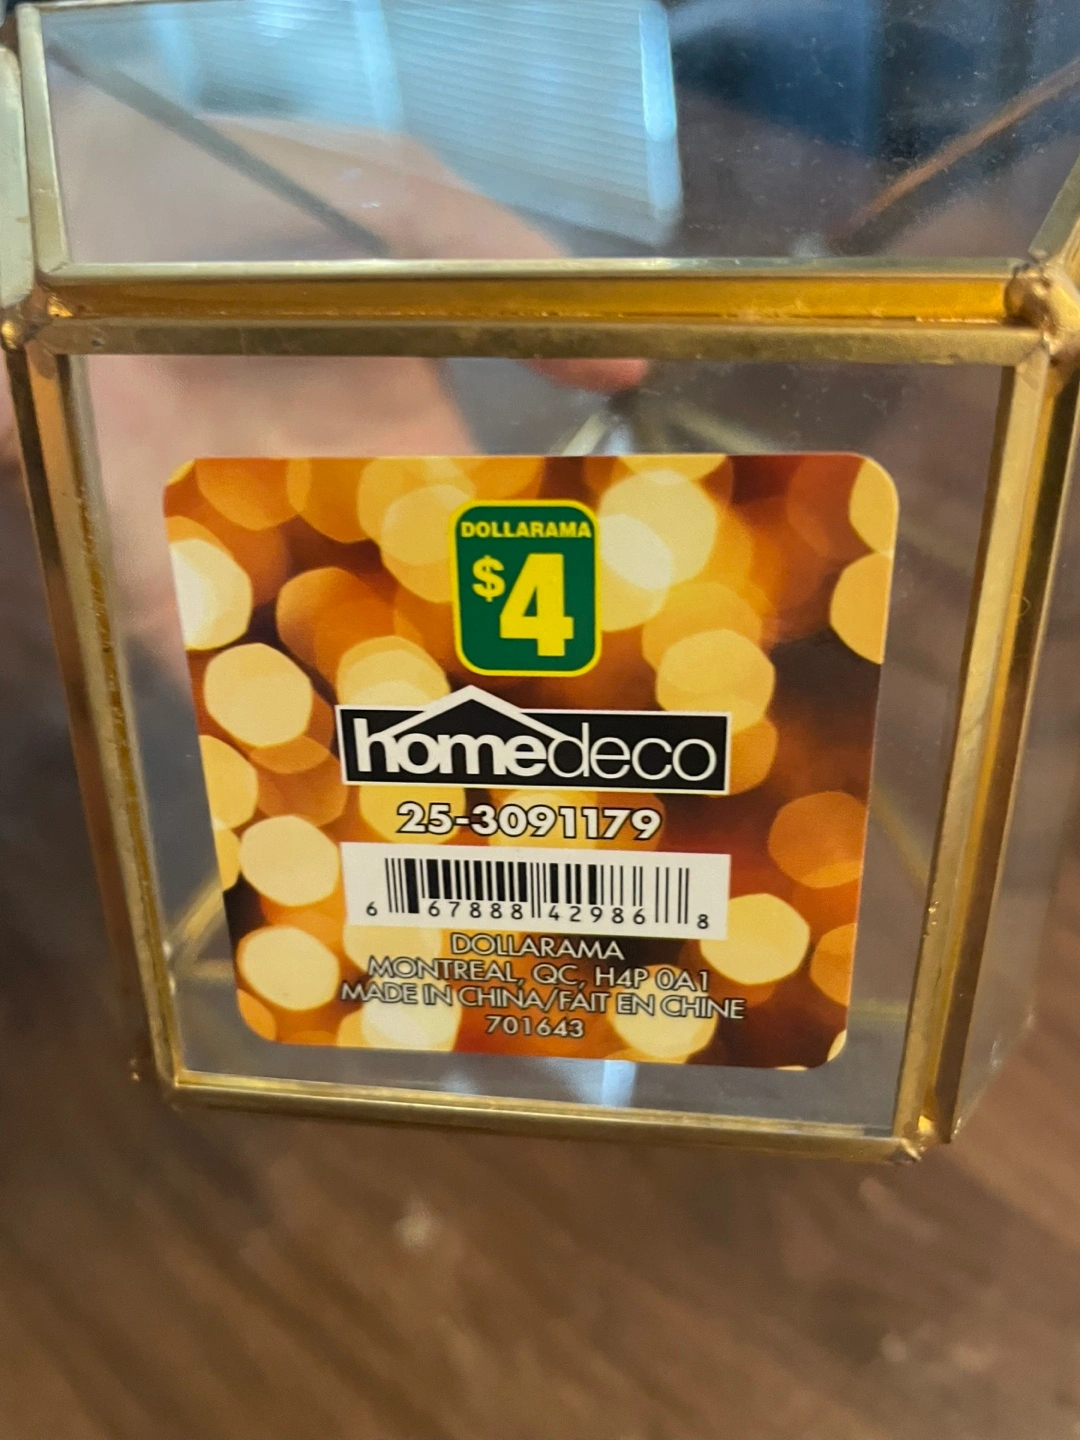 DOLLARAMA
$4
homedeco
25-3091179
6 67888 42986 8
DOLLARAMA
MONTREAL, QC, H4P 0A1
MADE IN CHINA/FAIT EN CHINE
701643